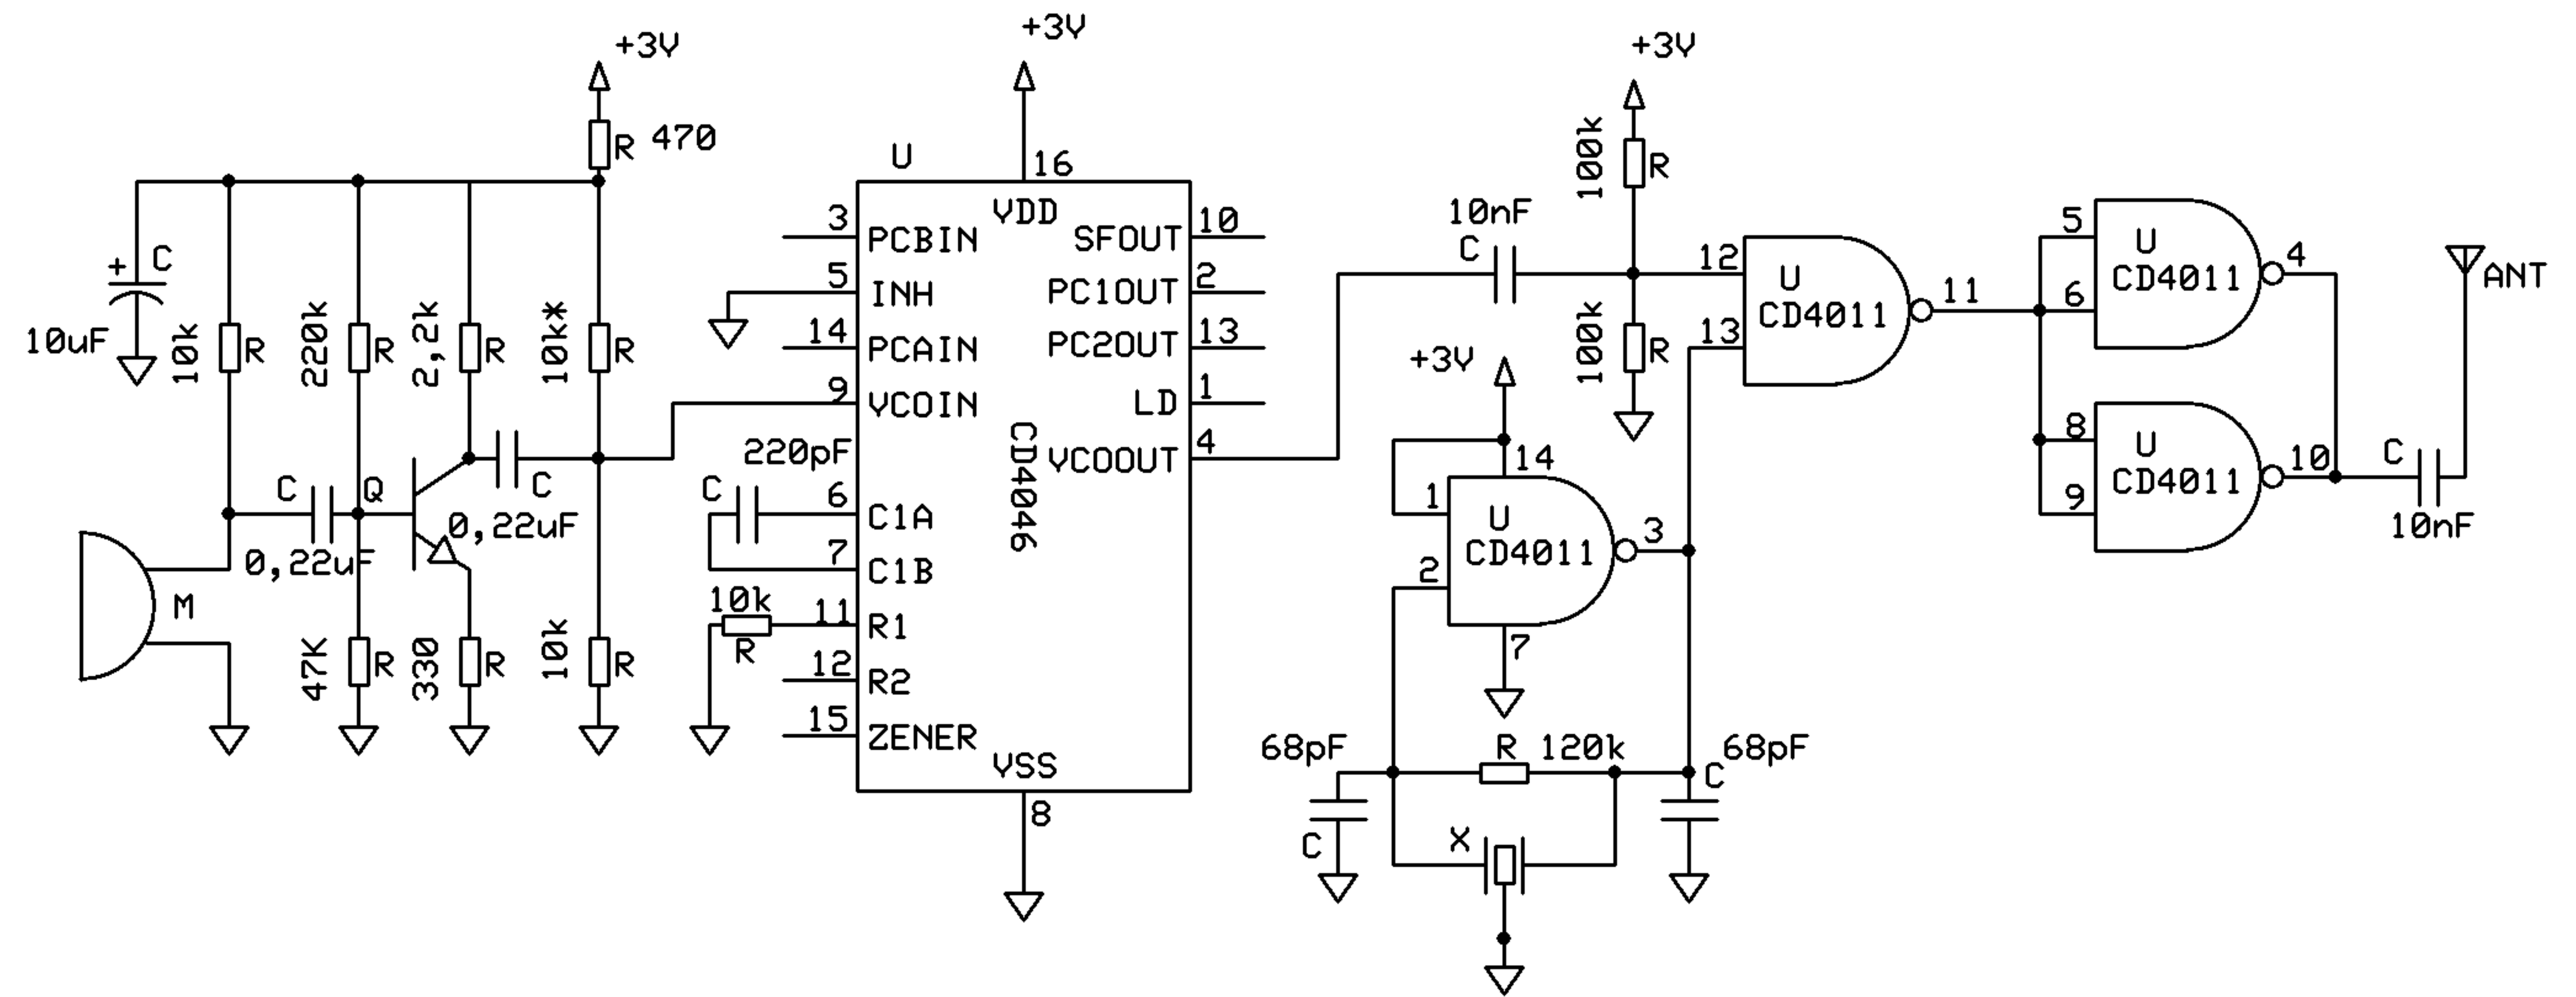 +3V
R 470
+ C
10uF
10k R
220k R
2,2k R
10k* R
C
0,22uF
Q
C
0,22uF
M
47K R
330 R
10k R
+3V
U
16
VDD
3 PCBIN
5 INH
14 PCAIN
9 VCOIN
220pF
C
6 C1A
7 C1B
10k
R
11 R1
12 R2
15 ZENER
VSS
8
CD4046
SFOUT 10
PC1OUT 2
PC2OUT 13
LD 1
VCOOUT 4
10nF
C
+3V
100k R
100k R
12
13
U
CD4011
11
+3V
14
1
2
U
CD4011
3
7
68pF
C
R 120k
X
68pF
C
5
6
U
CD4011
4
8
9
U
CD4011
10
C
10nF
ANT